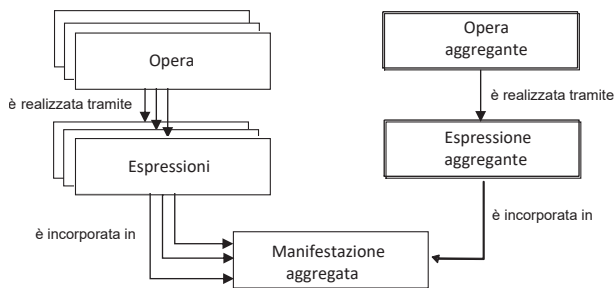 Opera
Opera
aggregante
è realizzata tramite
è realizzata tramite
Espressioni
Espressione
aggregante
è incorporata in
è incorporata in
Manifestazione
aggregata